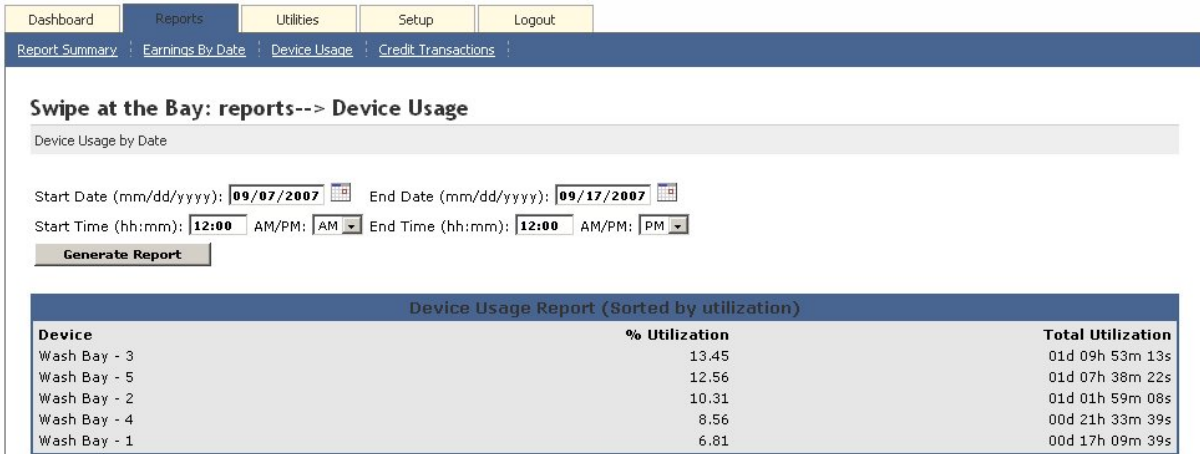 Dashboard Reports Utilities Setup Logout
Report Summary Earnings By Date Device Usage Credit Transactions
Swipe at the Bay: reports--> Device Usage
Device Usage by Date
Start Date (mm/dd/yyyy): 09/07/2007 End Date (mm/dd/yyyy): 09/17/2007
Start Time (hh:mm): 12:00 AM/PM: AM End Time (hh:mm): 12:00 AM/PM: PM
Generate Report
Device Usage Report (Sorted by utilization)
Device % Utilization Total Utilization
Wash Bay - 3 13.45 01d 09h 53m 13s
Wash Bay - 5 12.56 01d 07h 38m 22s
Wash Bay - 2 10.31 01d 01h 59m 08s
Wash Bay - 4 8.56 00d 21h 33m 39s
Wash Bay - 1 6.81 00d 17h 09m 39s